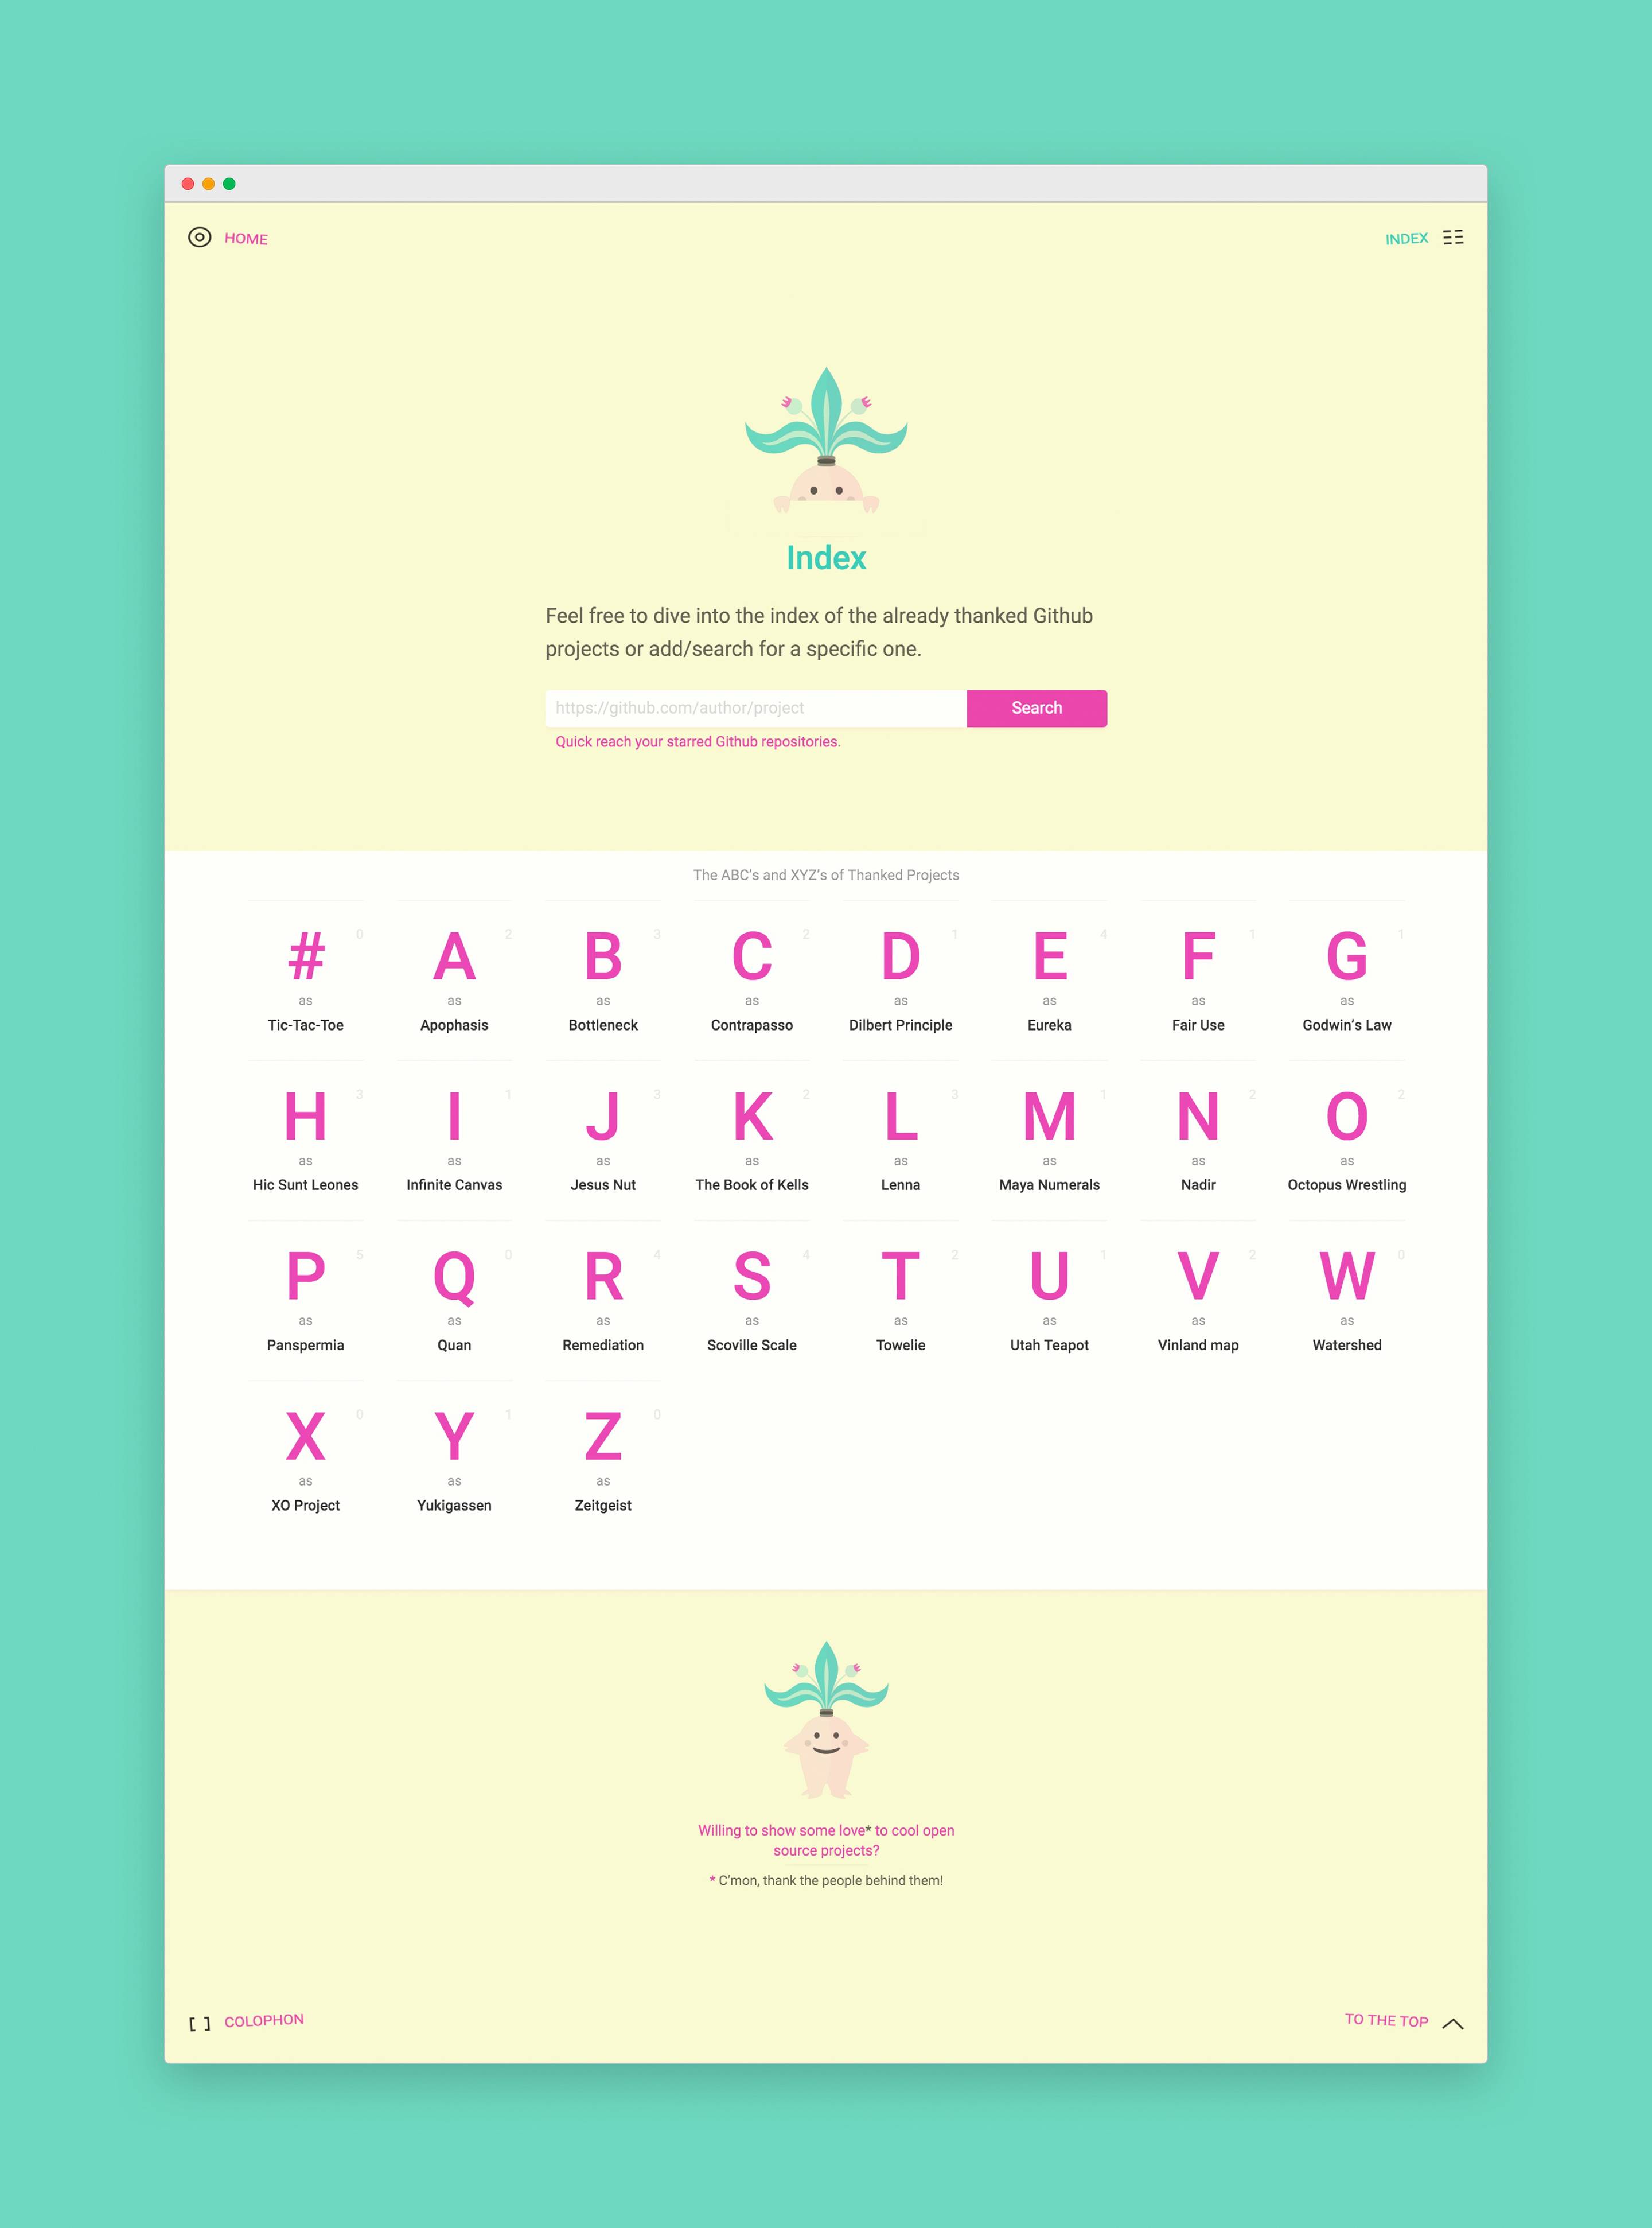 HOME
INDEX
Index
Feel free to dive into the index of the already thanked Github
projects or add/search for a specific one.
https://github.com/author/project
Search
Quick reach your starred Github repositories.
The ABC's and XYZ's of Thanked Projects
# 0 A 2 B 3 C 2 D 1 E 4 F 1 G 1
as as as as as as as as
Tic-Tac-Toe Apophasis Bottleneck Contrapasso Dilbert Principle Eureka Fair Use Godwin's Law
H 3 I 1 J 3 K 2 L 3 M 1 N 2 O 2
as as as as as as as as
Hic Sunt Leones Infinite Canvas Jesus Nut The Book of Kells Lenna Maya Numerals Nadir Octopus Wrestling
P 5 Q 0 R 4 S 4 T 2 U 1 V 2 W 0
as as as as as as as as
Panspermia Quan Remediation Scoville Scale Towelie Utah Teapot Vinland map Watershed
X 0 Y 1 Z 0
as as as
XO Project Yukigassen Zeitgeist
Willing to show some love* to cool open
source projects?
* C'mon, thank the people behind them!
[ ] COLOPHON
TO THE TOP